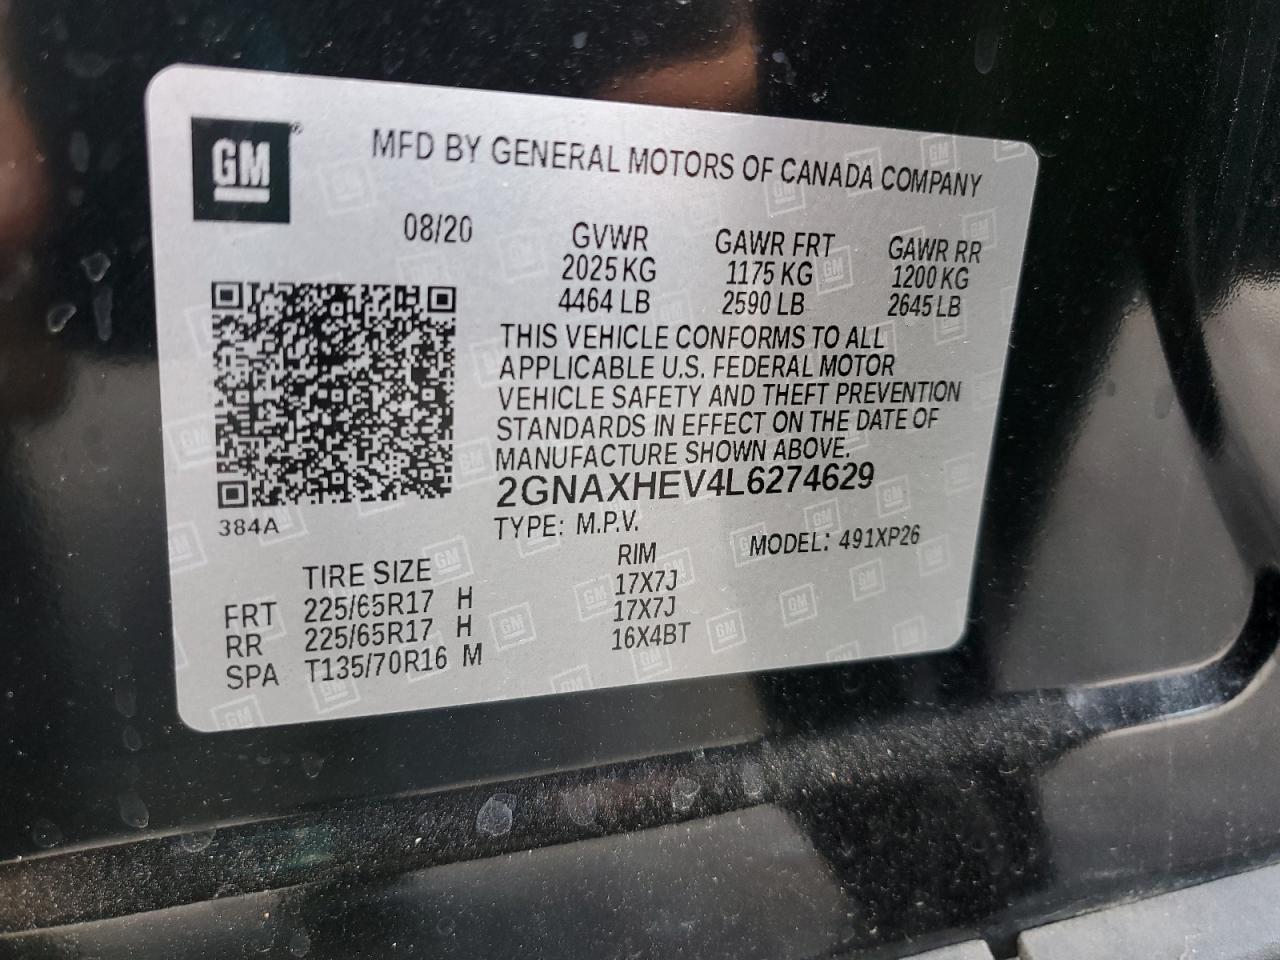 GM
MFD BY GENERAL MOTORS OF CANADA COMPANY
08/20 GVWR GAWR FRT GAWR RR
2025 KG 1175 KG 1200 KG
4464 LB 2590 LB 2645 LB
THIS VEHICLE CONFORMS TO ALL
APPLICABLE U.S. FEDERAL MOTOR
VEHICLE SAFETY AND THEFT PREVENTION
STANDARDS IN EFFECT ON THE DATE OF
MANUFACTURE SHOWN ABOVE.
2GNAXHEV4L6274629
384A
TYPE: M.P.V. MODEL: 491XP26
TIRE SIZE RIM
FRT 225/65R17 H 17X7J
RR 225/65R17 H 17X7J
SPA T135/70R16 M 16X4BT